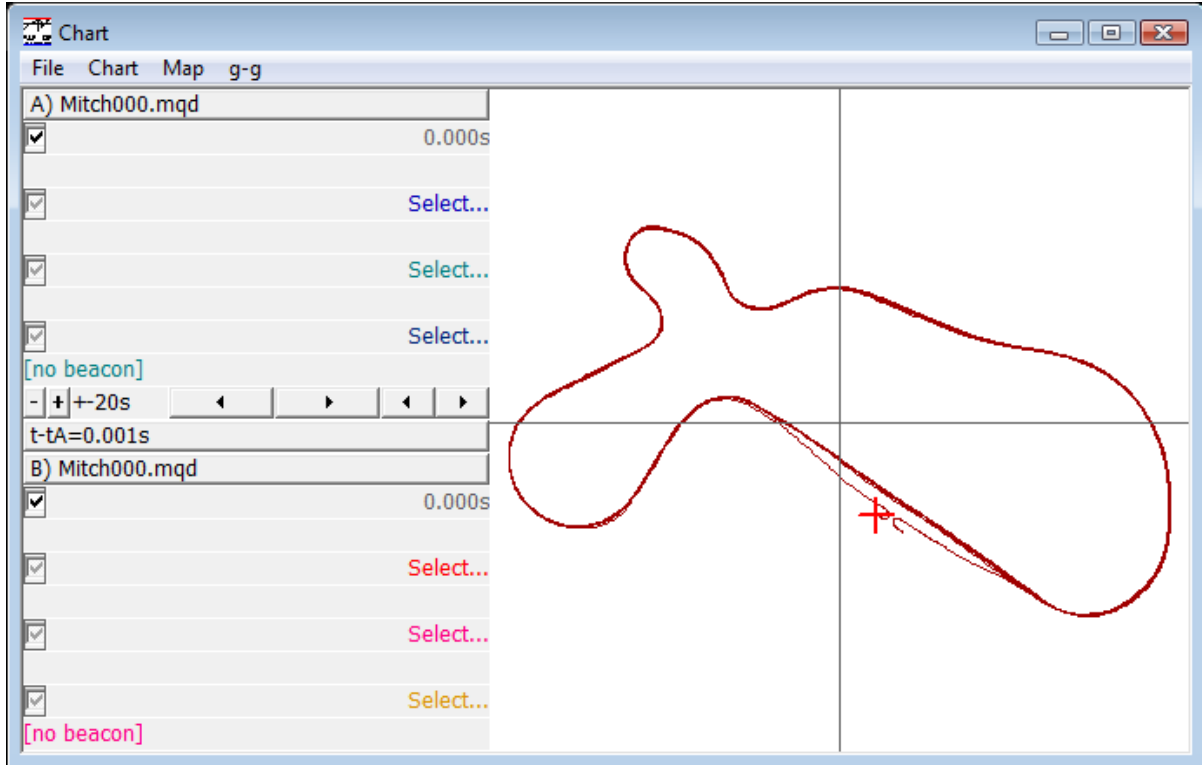 Chart
File Chart Map g-g
A) Mitch000.mqd
0.000s
Select...
Select...
Select...
[no beacon]
- + +-20s
t-tA=0.001s
B) Mitch000.mqd
0.000s
Select...
Select...
Select...
[no beacon]